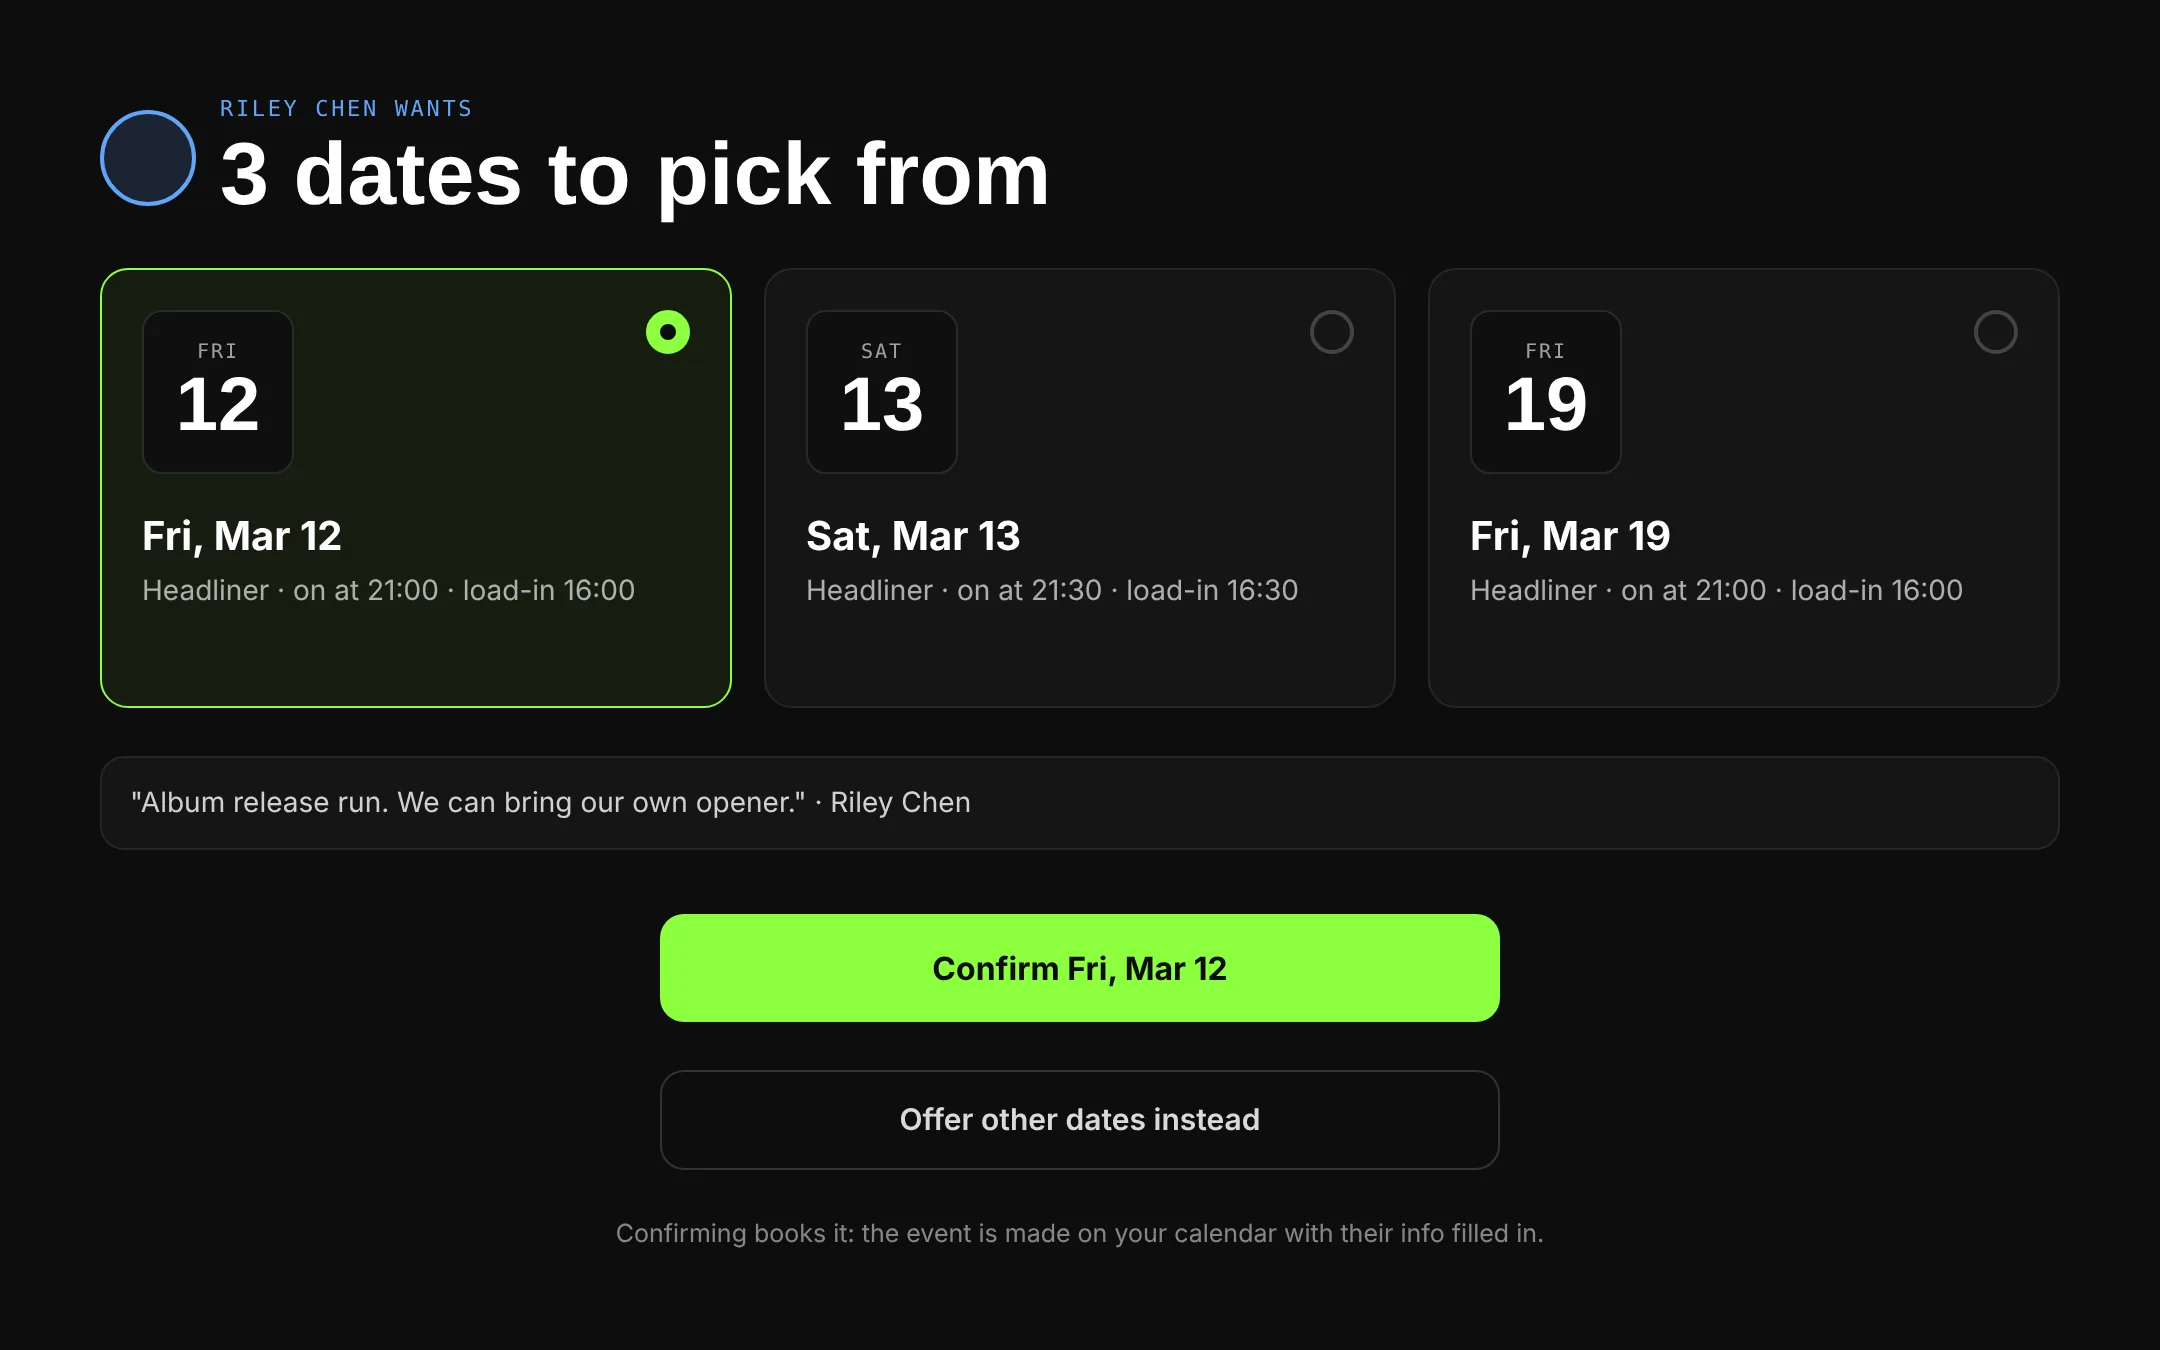 RILEY CHEN WANTS
3 dates to pick from
FRI
12
Fri, Mar 12
Headliner · on at 21:00 · load-in 16:00
SAT
13
Sat, Mar 13
Headliner · on at 21:30 · load-in 16:30
FRI
19
Fri, Mar 19
Headliner · on at 21:00 · load-in 16:00
"Album release run. We can bring our own opener." · Riley Chen
Confirm Fri, Mar 12
Offer other dates instead
Confirming books it: the event is made on your calendar with their info filled in.